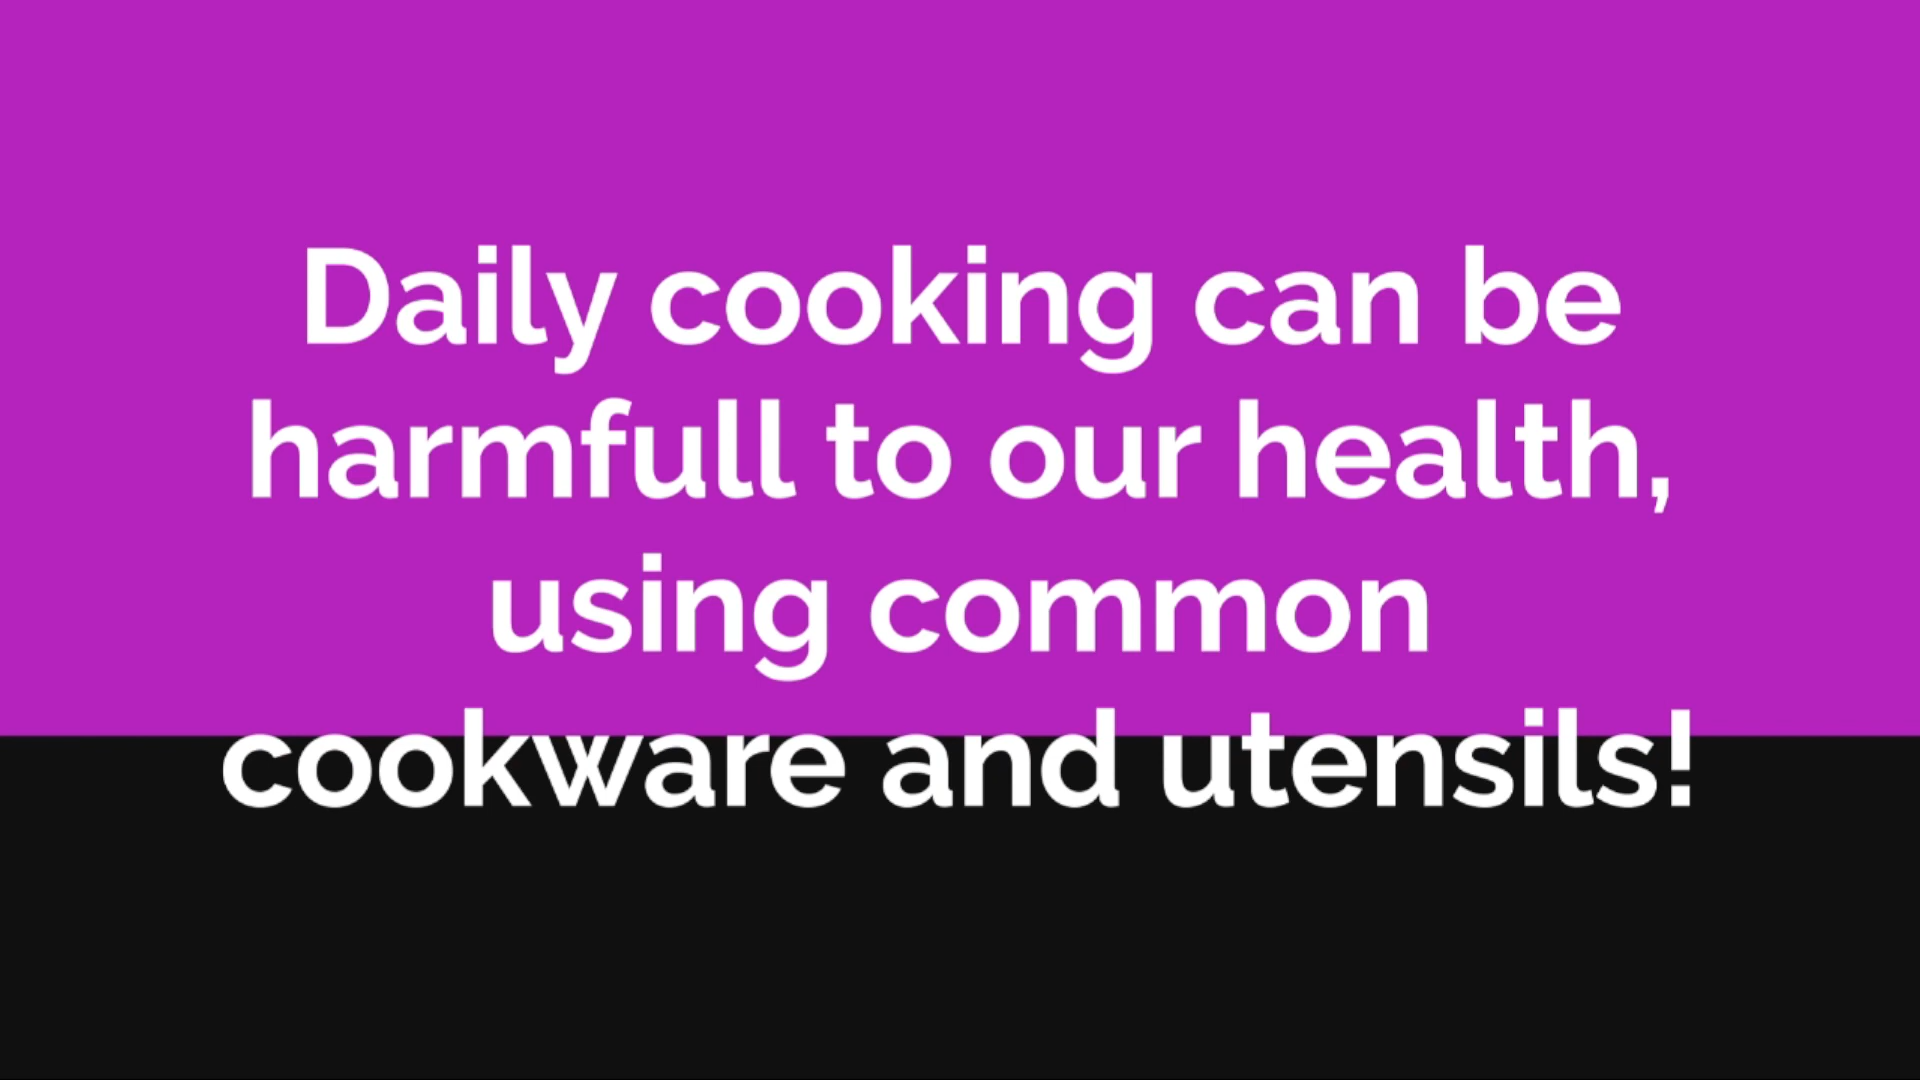 Daily cooking can be
harmfull to our health,
using common
cookware and utensils!